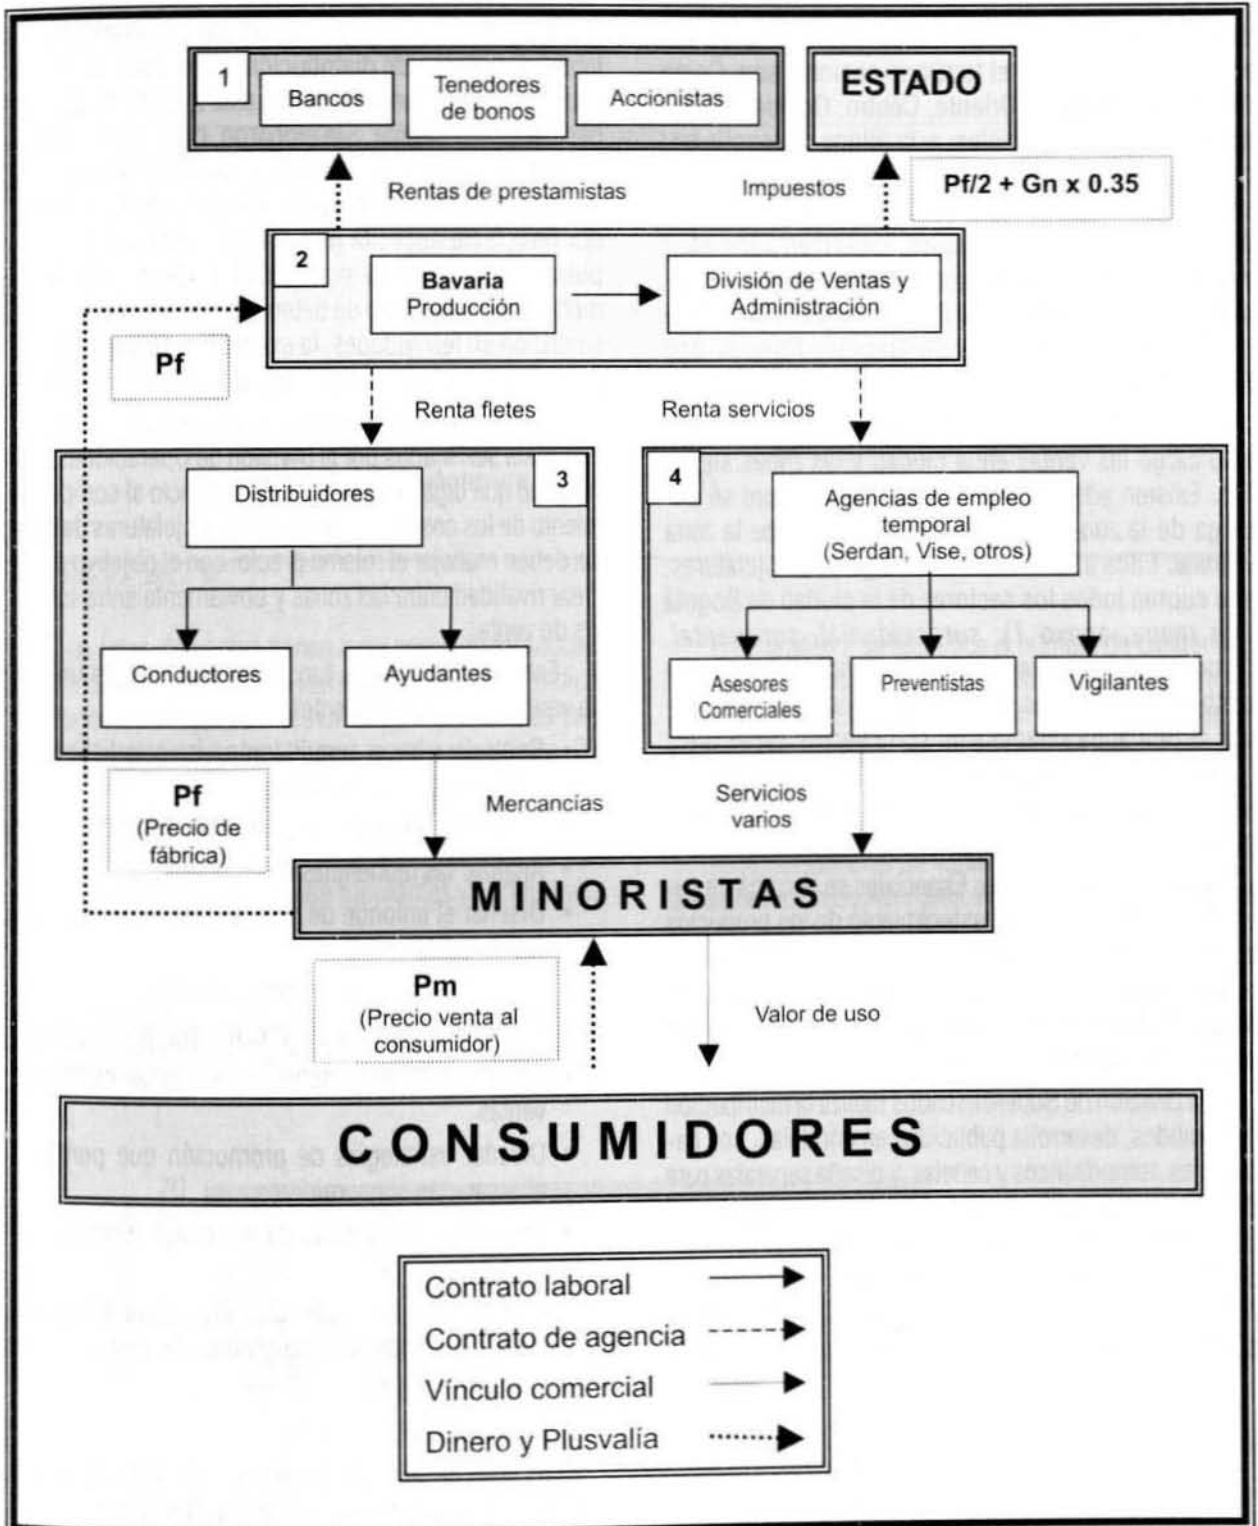 1
Bancos
Tenedores
de bonos
Accionistas
ESTADO
Rentas de prestamistas
Impuestos
Pf/2 + Gn x 0.35
2
Bavaria
Producción
División de Ventas y
Administración
Pf
Renta fletes
Renta servicios
3
Distribuidores
Conductores
Ayudantes
4
Agencias de empleo
temporal
(Serdan, Vise, otros)
Asesores
Comerciales
Preventistas
Vigilantes
Pf
(Precio de
fábrica)
Mercancías
Servicios
varios
MINORISTAS
Pm
(Precio venta al
consumidor)
Valor de uso
CONSUMIDORES
Contrato laboral
Contrato de agencia
Vínculo comercial
Dinero y Plusvalía